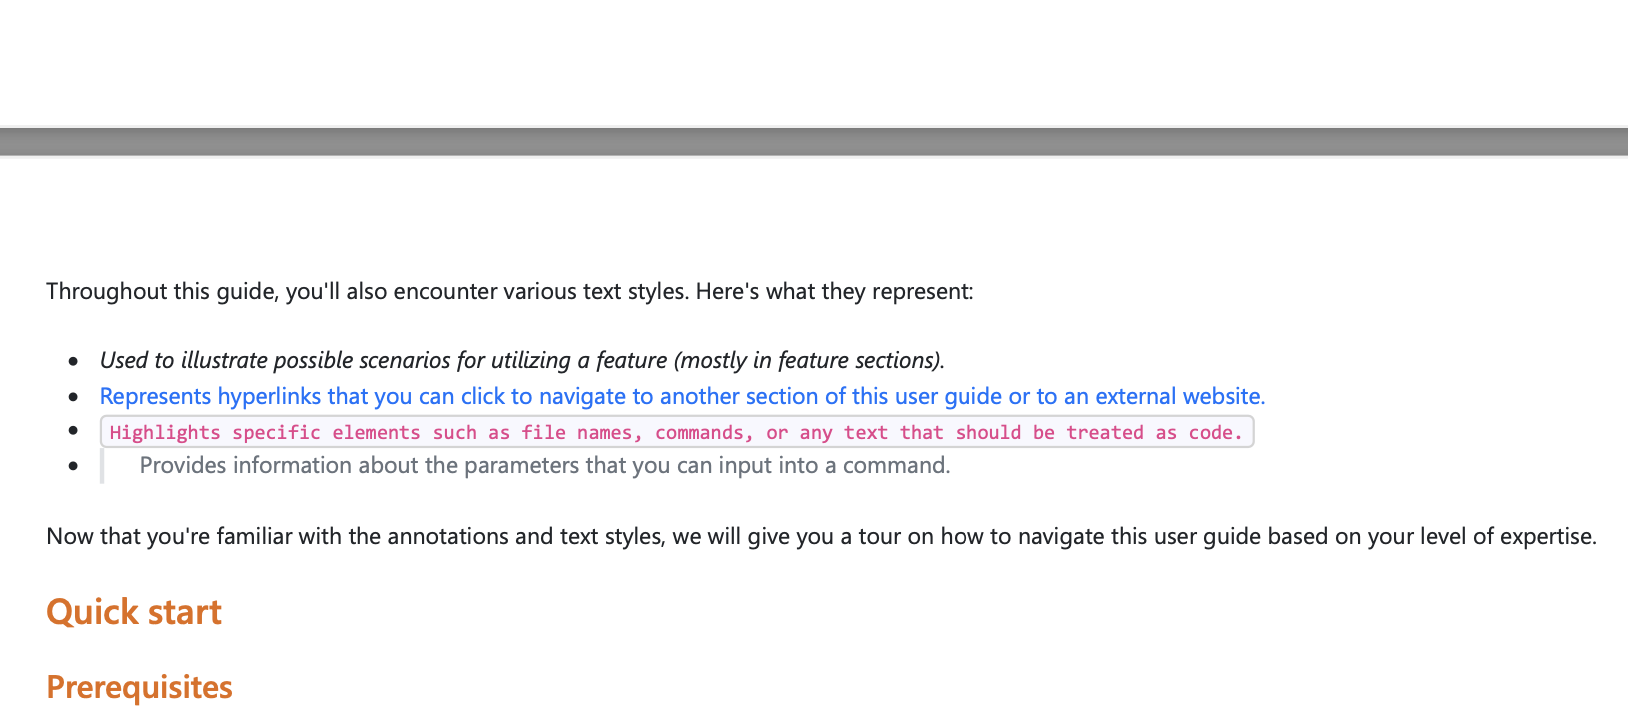 Throughout this guide, you'll also encounter various text styles. Here's what they represent:
Used to illustrate possible scenarios for utilizing a feature (mostly in feature sections).
Represents hyperlinks that you can click to navigate to another section of this user guide or to an external website.
Highlights specific elements such as file names, commands, or any text that should be treated as code.
Provides information about the parameters that you can input into a command.
Now that you're familiar with the annotations and text styles, we will give you a tour on how to navigate this user guide based on your level of expertise.
Quick start
Prerequisites